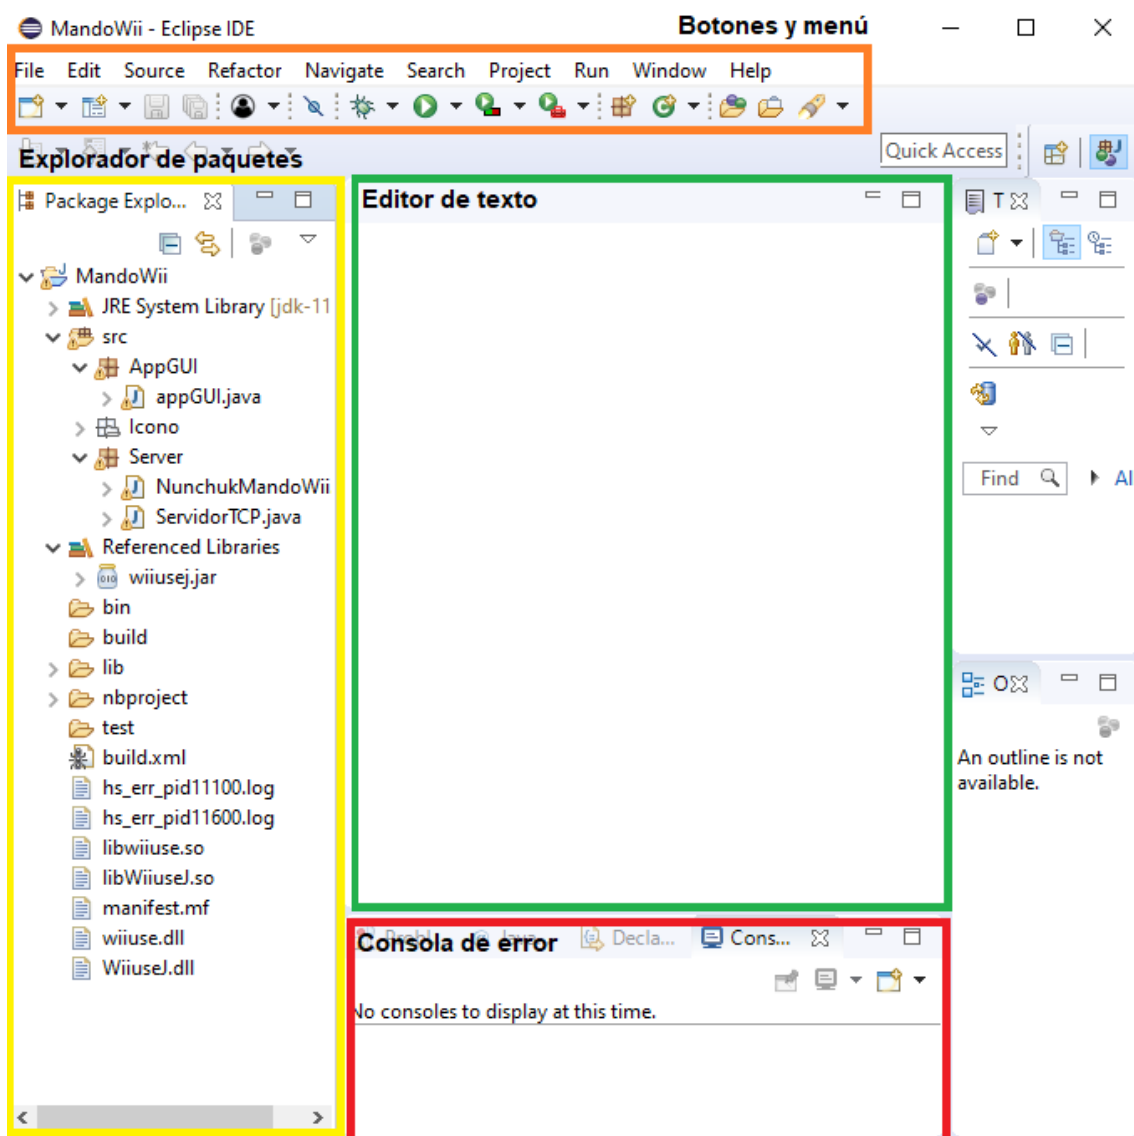 MandoWii - Eclipse IDE
Botones y menú
File Edit Source Refactor Navigate Search Project Run Window Help
Explorador de paquetes
Quick Access
Package Explo...
Editor de texto
T
MandoWii
JRE System Library [jdk-11
src
AppGUI
appGUI.java
Icono
Server
NunchukMandoWii
ServidorTCP.java
Referenced Libraries
wiiusej.jar
bin
build
lib
nbproject
test
build.xml
hs_err_pid11100.log
hs_err_pid11600.log
libwiiuse.so
libWiiuseJ.so
manifest.mf
wiiuse.dll
WiiuseJ.dll
Find Al
O
An outline is not
available.
Consola de error
Decla... Cons...
No consoles to display at this time.